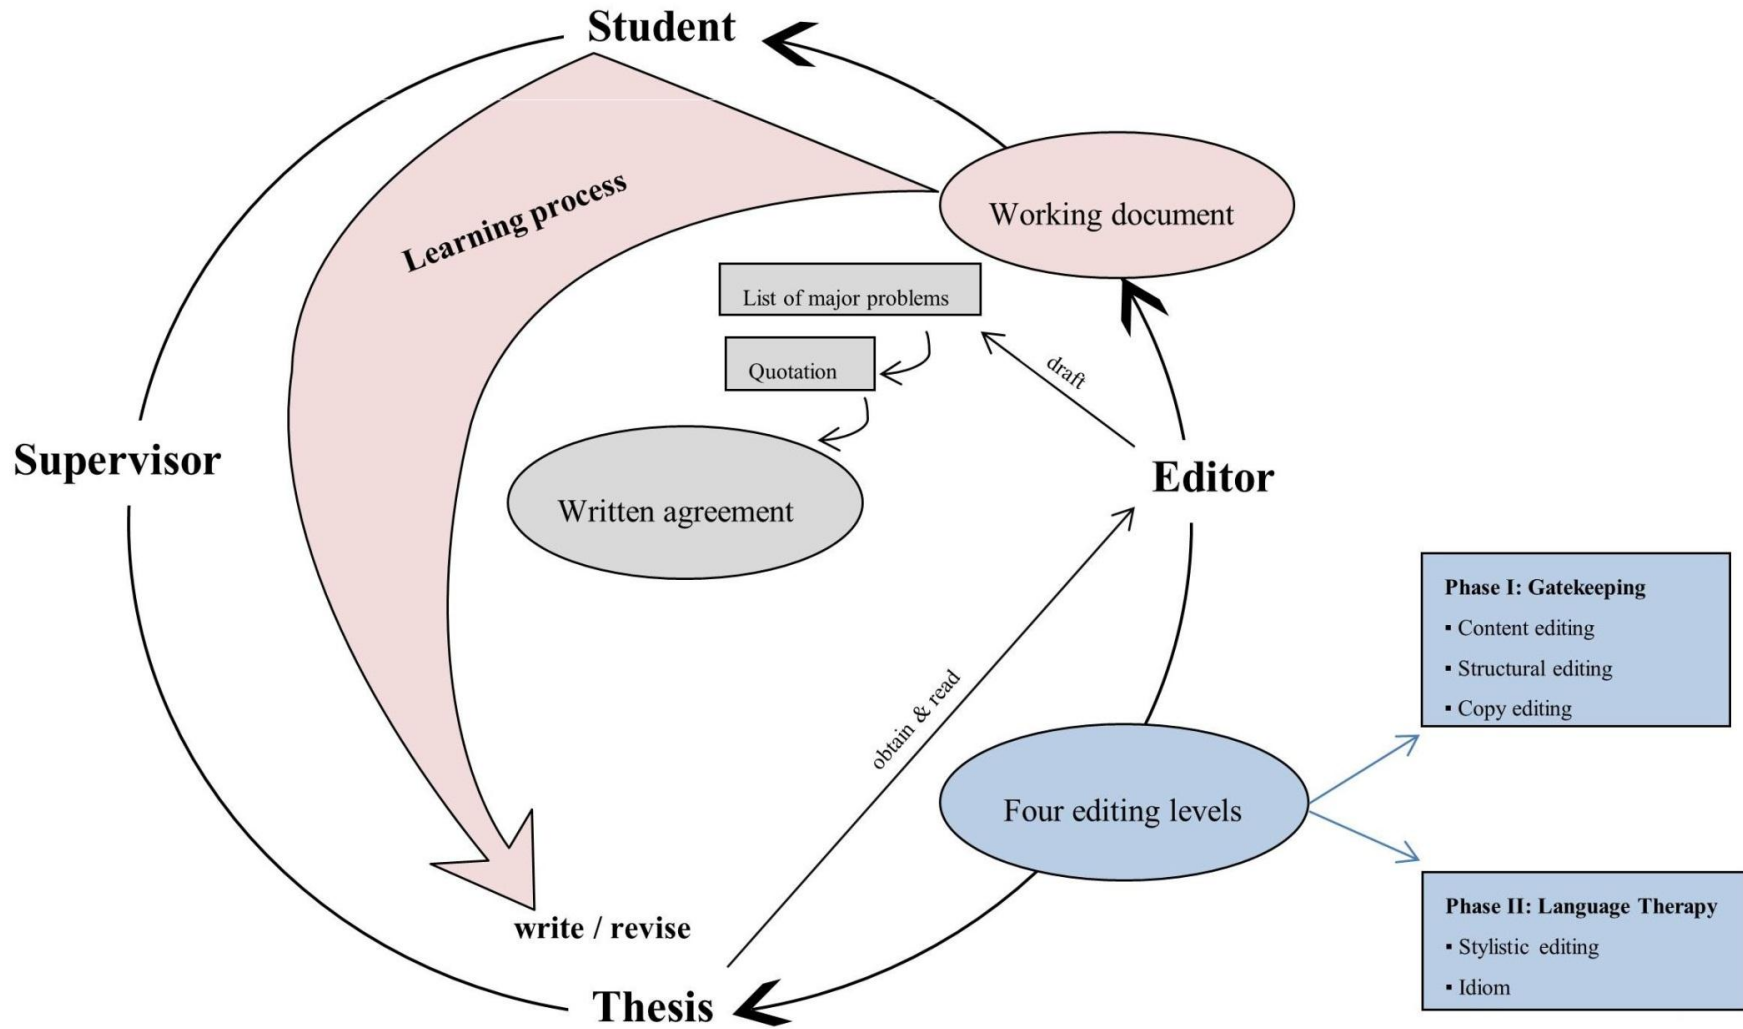 Student
Working document
Learning process
List of major problems
Quotation
draft
Supervisor
Editor
Written agreement
Phase I: Gatekeeping
▪ Content editing
▪ Structural editing
▪ Copy editing
obtain & read
Four editing levels
Phase II: Language Therapy
▪ Stylistic editing
▪ Idiom
write / revise
Thesis